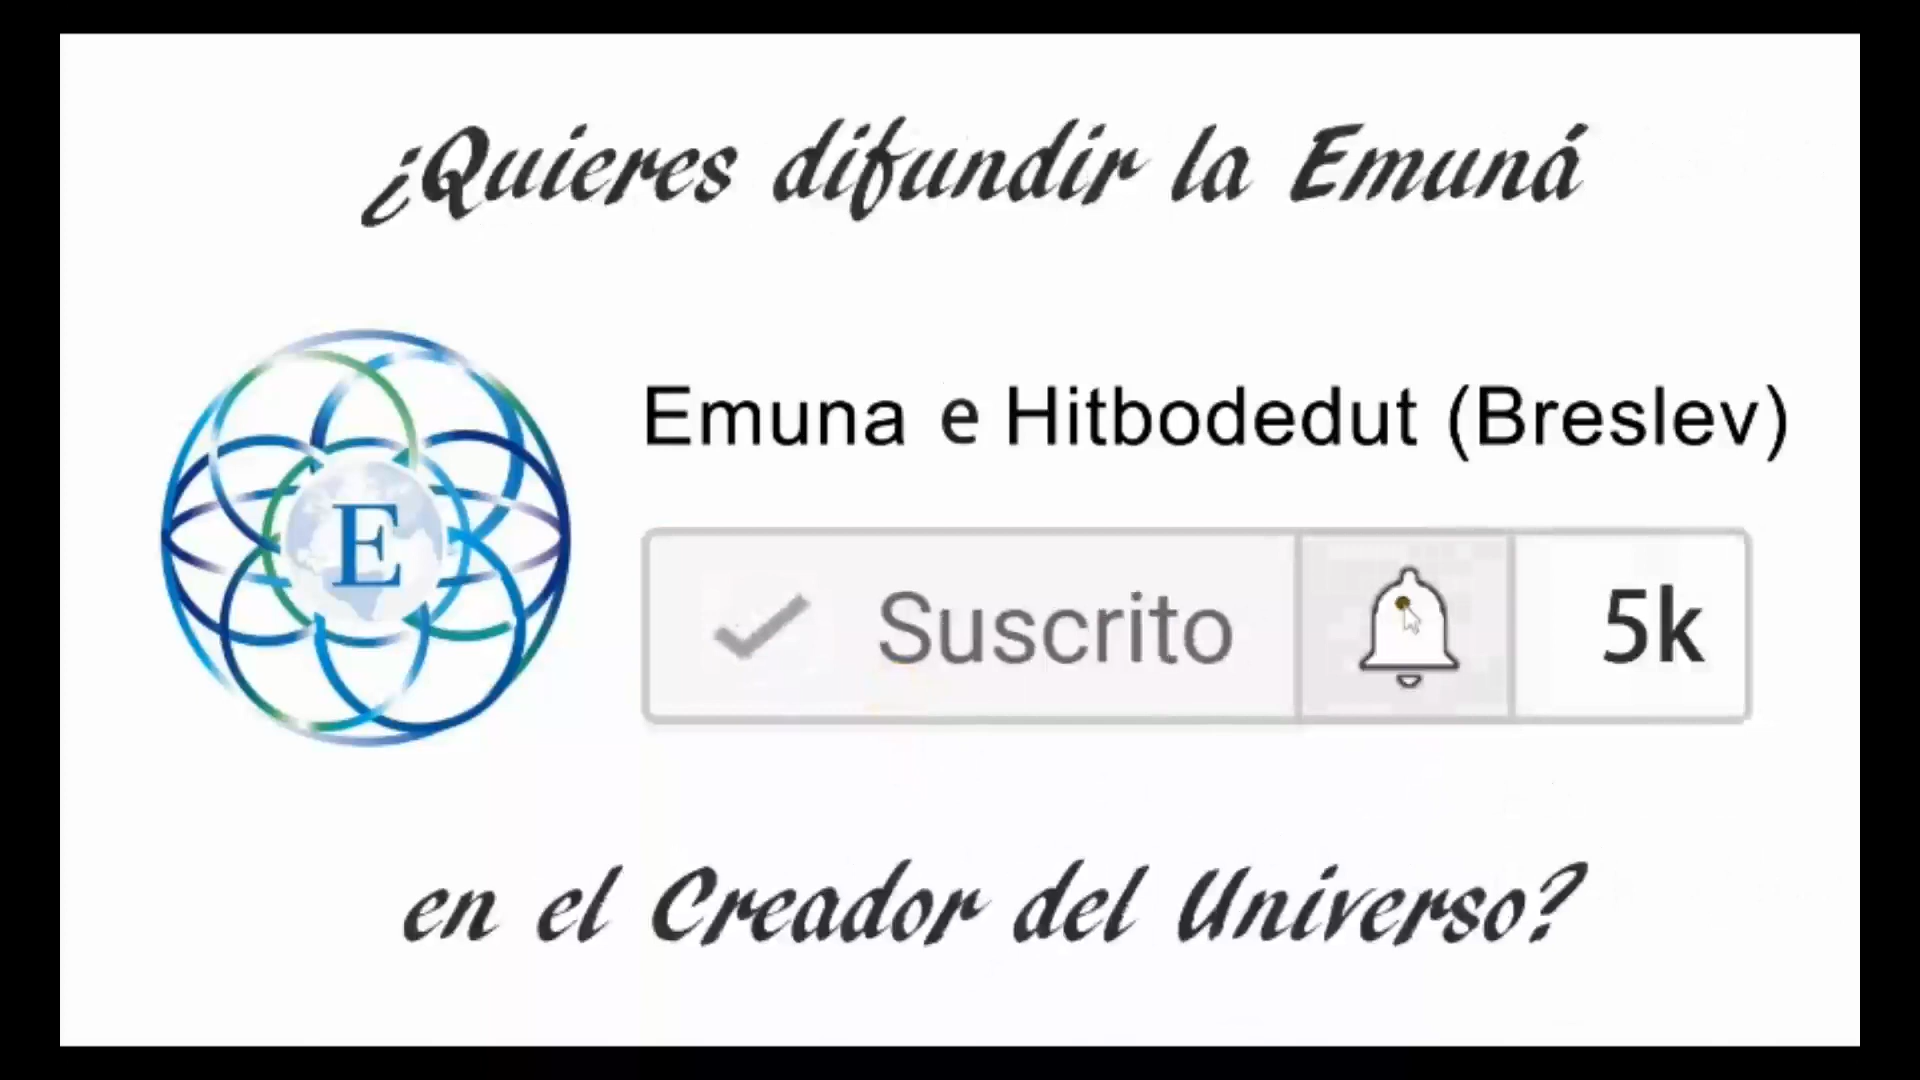 ¿Quieres difundir la Emuná
Emuna e Hitbodedut (Breslev)
E
Suscrito 5k
en el Creador del Universo?